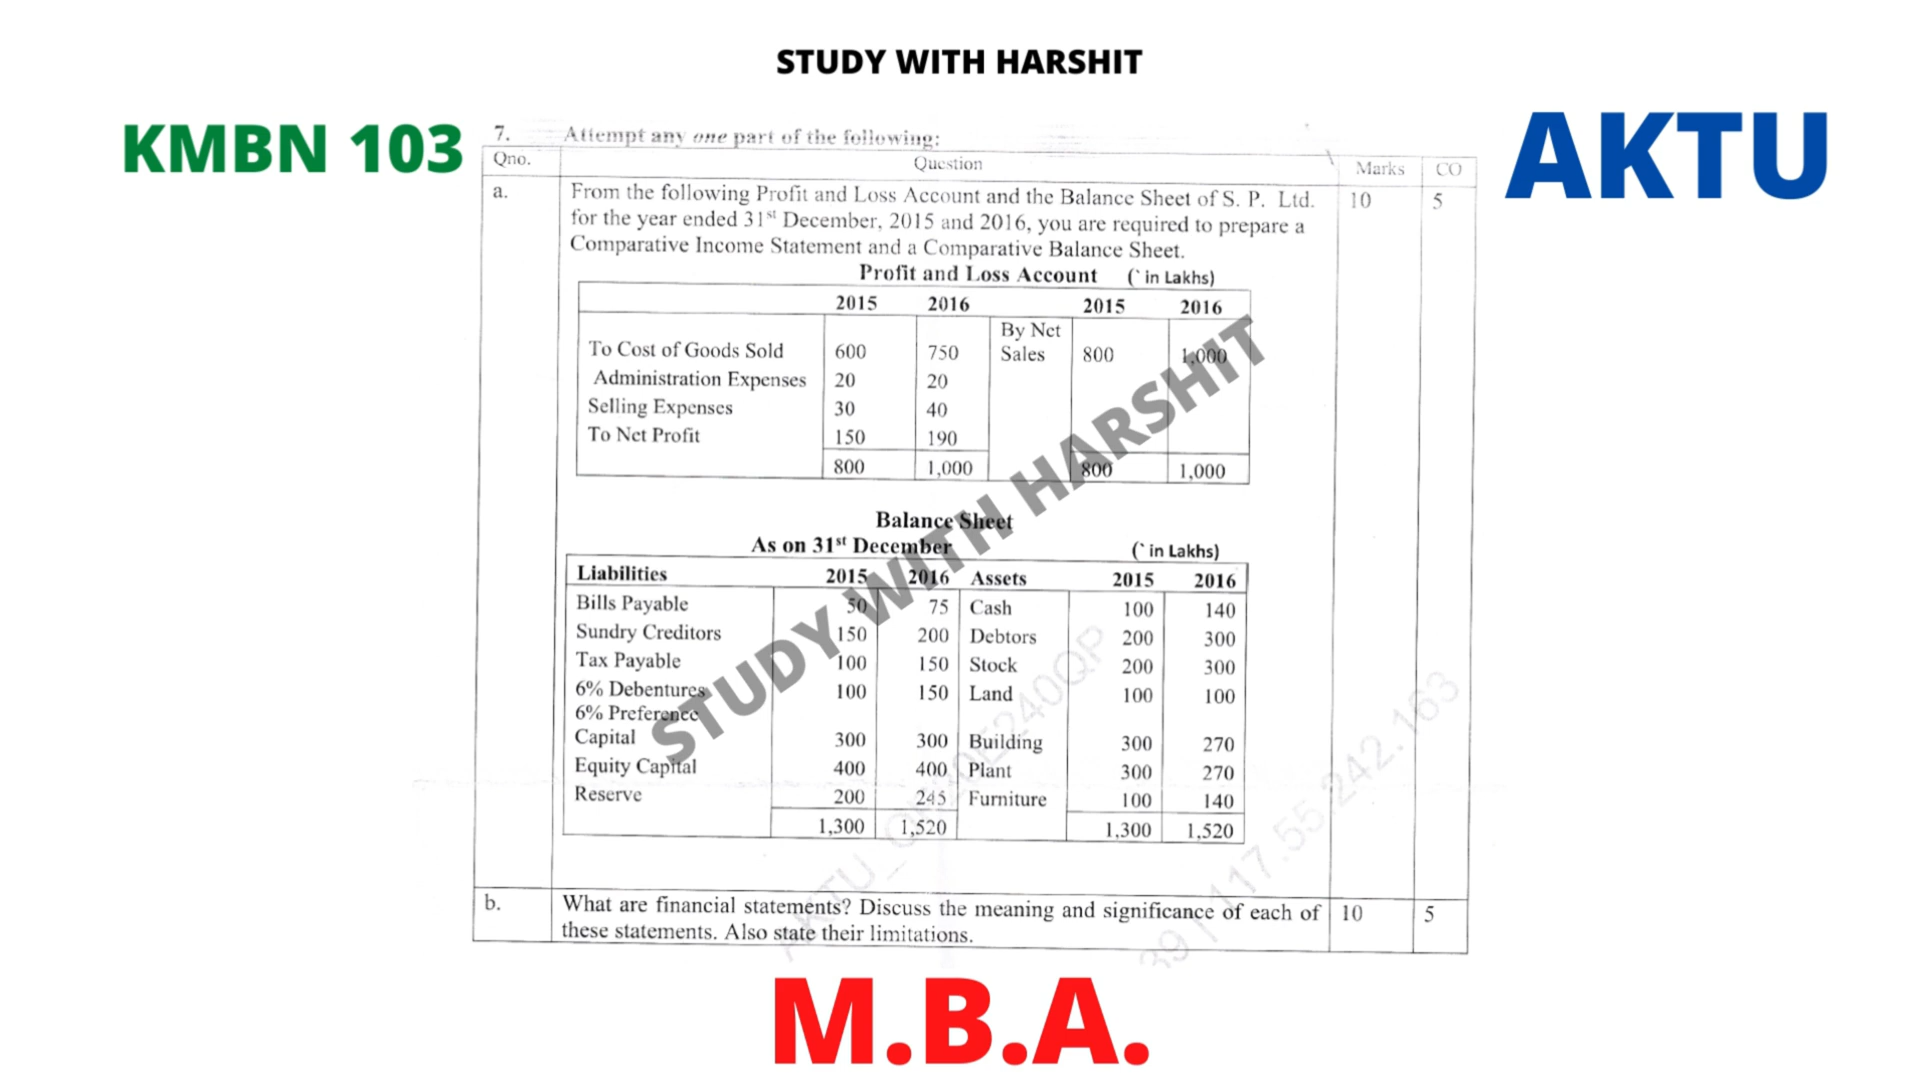 STUDY WITH HARSHIT
KMBN 103
AKTU
7. Attempt any one part of the following:
Qno. Question Marks CO
a. From the following Profit and Loss Account and the Balance Sheet of S. P. Ltd. 10 5
for the year ended 31st December, 2015 and 2016, you are required to prepare a
Comparative Income Statement and a Comparative Balance Sheet.
Profit and Loss Account (` in Lakhs)
2015 2016 2015 2016
By Net
To Cost of Goods Sold 600 750 Sales 800 1,000
Administration Expenses 20 20
Selling Expenses 30 40
To Net Profit 150 190
800 1,000 800 1,000
Balance Sheet
As on 31st December (` in Lakhs)
Liabilities 2015 2016 Assets 2015 2016
Bills Payable 50 75 Cash 100 140
Sundry Creditors 150 200 Debtors 200 300
Tax Payable 100 150 Stock 200 300
6% Debentures 100 150 Land 100 100
6% Preference
Capital 300 300 Building 300 270
Equity Capital 400 400 Plant 300 270
Reserve 200 245 Furniture 100 140
1,300 1,520 1,300 1,520
b. What are financial statements? Discuss the meaning and significance of each of 10 5
these statements. Also state their limitations.
STUDY WITH HARSHIT
M.B.A.